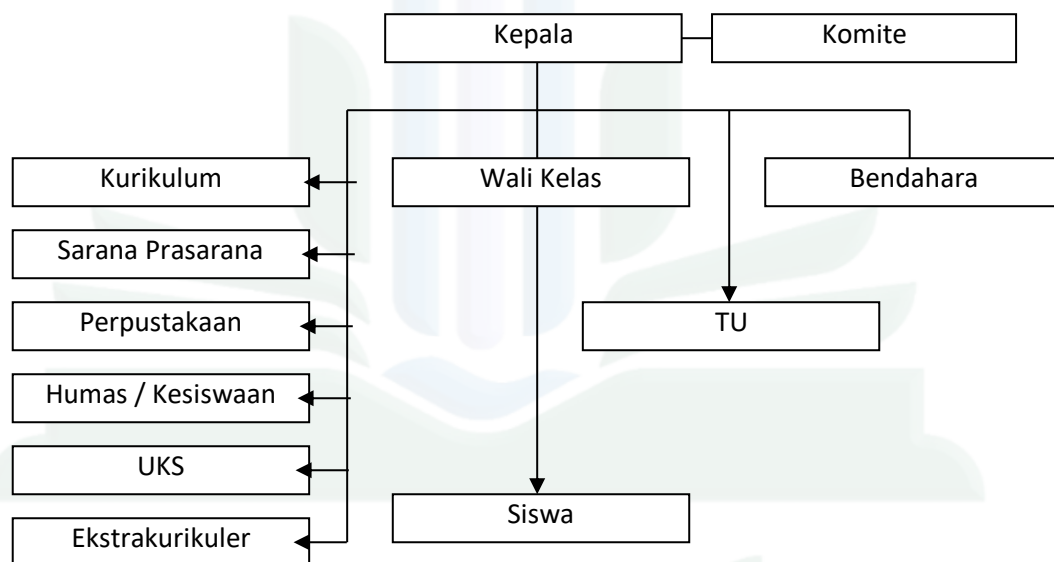 Kepala
Komite
Kurikulum
Wali Kelas
Bendahara
Sarana Prasarana
Perpustakaan
TU
Humas / Kesiswaan
UKS
Siswa
Ekstrakurikuler